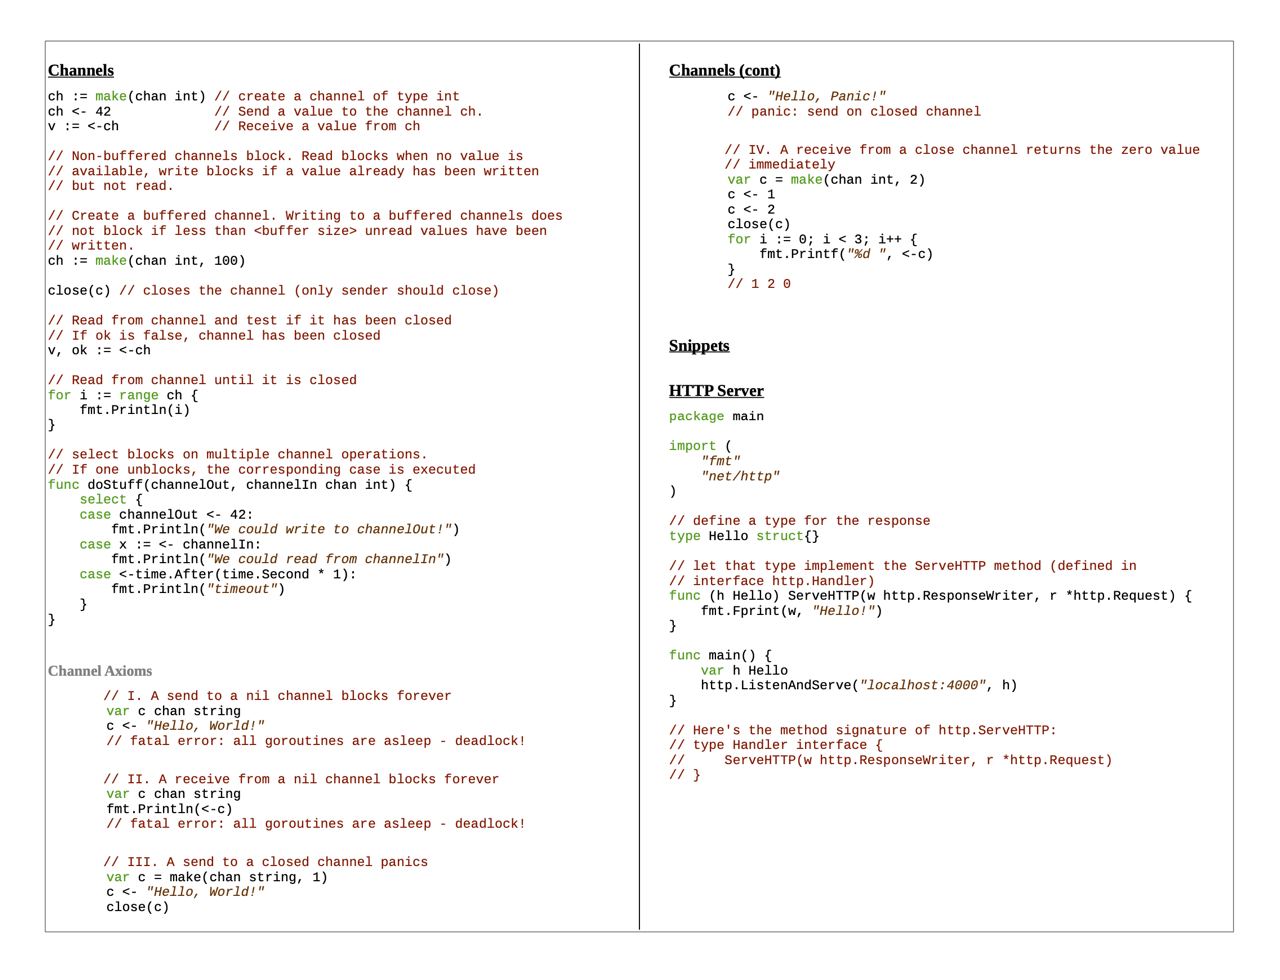 Channels
ch := make(chan int) // create a channel of type int
ch <- 42             // Send a value to the channel ch.
v := <-ch            // Receive a value from ch
// Non-buffered channels block. Read blocks when no value is
// available, write blocks if a value already has been written
// but not read.
// Create a buffered channel. Writing to a buffered channels does
// not block if less than <buffer size> unread values have been
// written.
ch := make(chan int, 100)
close(c) // closes the channel (only sender should close)
// Read from channel and test if it has been closed
// If ok is false, channel has been closed
v, ok := <-ch
// Read from channel until it is closed
for i := range ch {
    fmt.Println(i)
}
// select blocks on multiple channel operations.
// If one unblocks, the corresponding case is executed
func doStuff(channelOut, channelIn chan int) {
    select {
    case channelOut <- 42:
        fmt.Println("We could write to channelOut!")
    case x := <- channelIn:
        fmt.Println("We could read from channelIn")
    case <-time.After(time.Second * 1):
        fmt.Println("timeout")
    }
}
Channel Axioms
// I. A send to a nil channel blocks forever
var c chan string
c <- "Hello, World!"
// fatal error: all goroutines are asleep - deadlock!
// II. A receive from a nil channel blocks forever
var c chan string
fmt.Println(<-c)
// fatal error: all goroutines are asleep - deadlock!
// III. A send to a closed channel panics
var c = make(chan string, 1)
c <- "Hello, World!"
close(c)
Channels (cont)
c <- "Hello, Panic!"
// panic: send on closed channel
// IV. A receive from a close channel returns the zero value
// immediately
var c = make(chan int, 2)
c <- 1
c <- 2
close(c)
for i := 0; i < 3; i++ {
    fmt.Printf("%d ", <-c)
}
// 1 2 0
Snippets
HTTP Server
package main
import (
    "fmt"
    "net/http"
)
// define a type for the response
type Hello struct{}
// let that type implement the ServeHTTP method (defined in
// interface http.Handler)
func (h Hello) ServeHTTP(w http.ResponseWriter, r *http.Request) {
    fmt.Fprint(w, "Hello!")
}
func main() {
    var h Hello
    http.ListenAndServe("localhost:4000", h)
}
// Here's the method signature of http.ServeHTTP:
// type Handler interface {
//     ServeHTTP(w http.ResponseWriter, r *http.Request)
// }